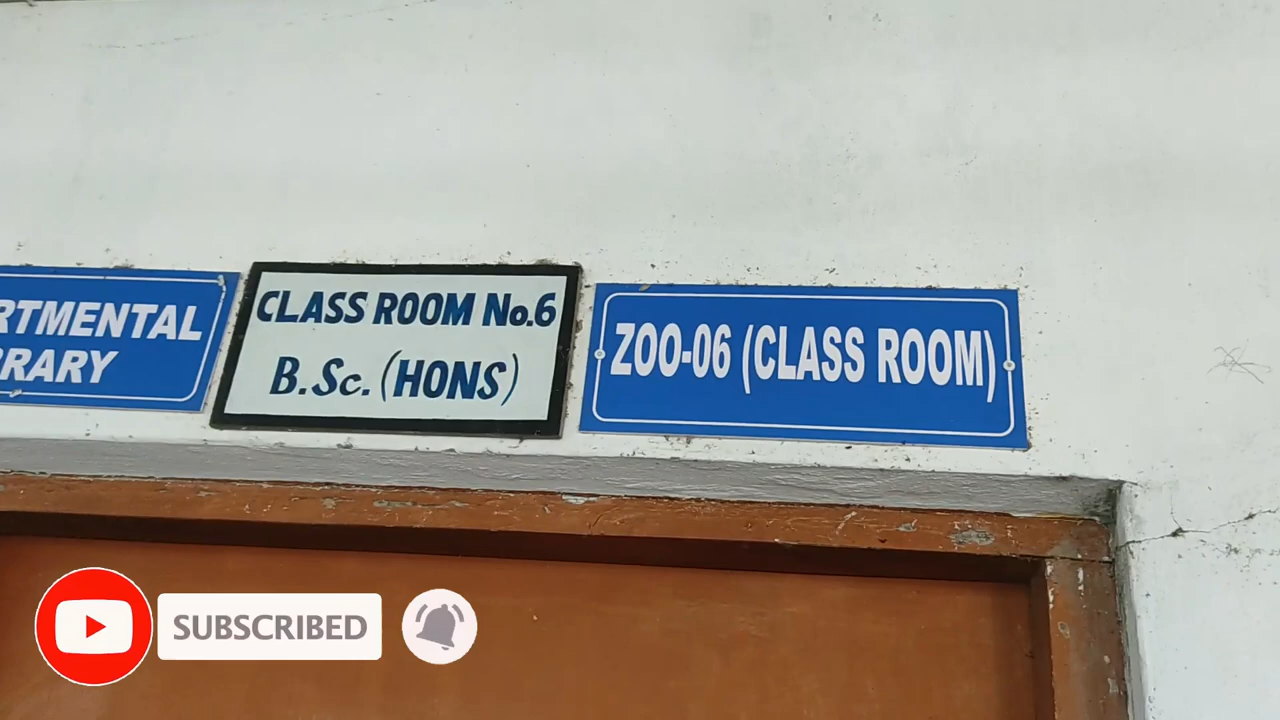 RTMENTAL
RARY
CLASS ROOM No.6
B.Sc. (HONS)
ZOO-06 (CLASS ROOM)
SUBSCRIBED